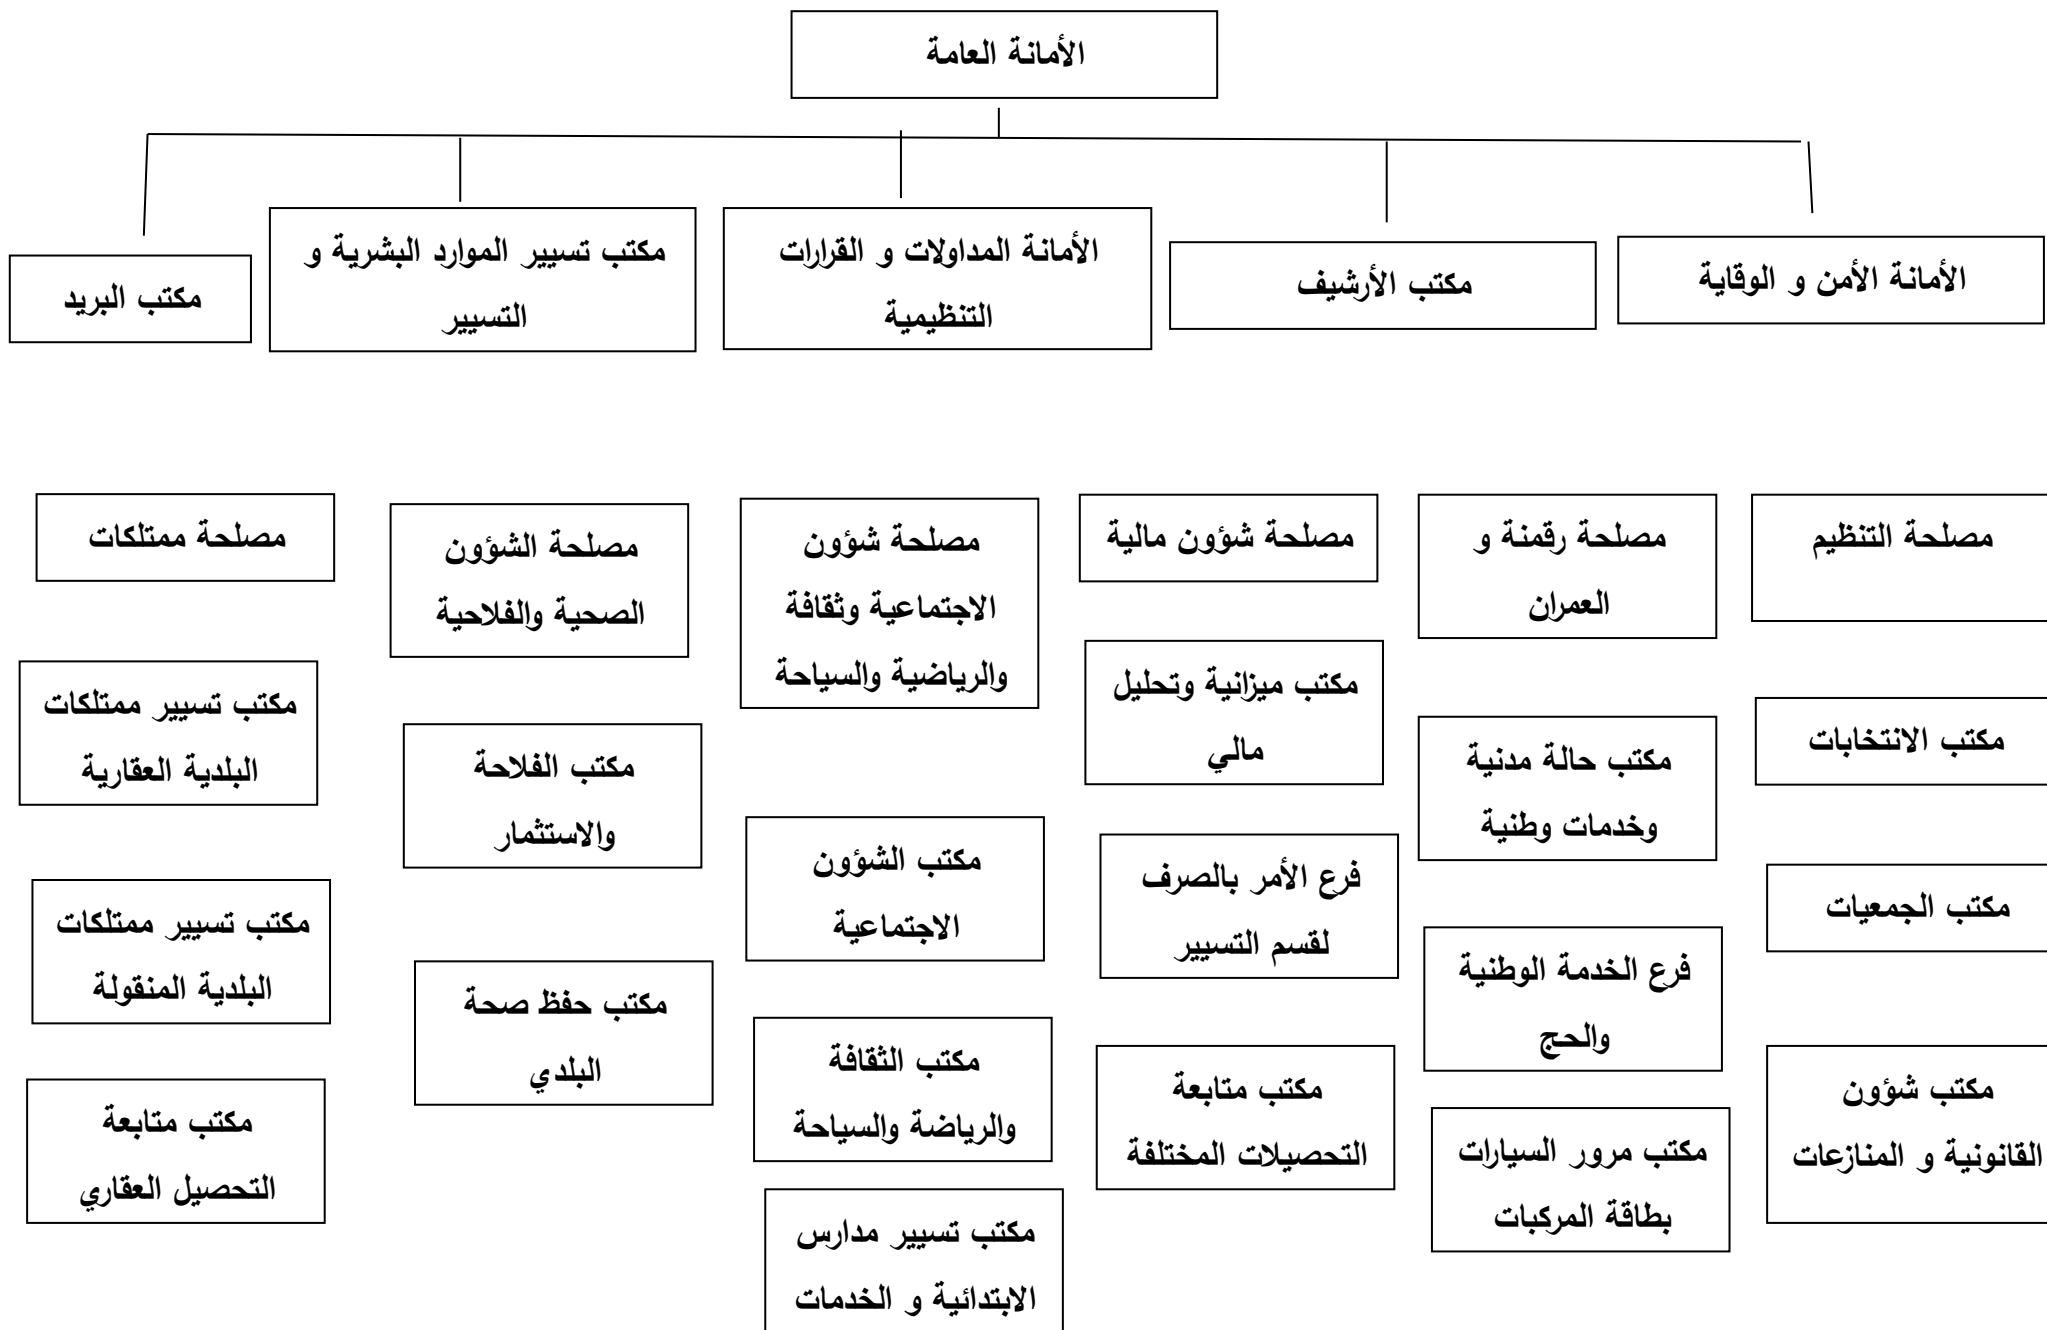 الأمانة العامة
الأمانة الأمن و الوقاية
مكتب الأرشيف
الأمانة المداولات و القرارات
التنظيمية
مكتب تسيير الموارد البشرية و
التسيير
مكتب البريد
مصلحة التنظيم
مكتب الانتخابات
مكتب الجمعيات
مكتب شؤون
القانونية و المنازعات
مصلحة رقمنة و
العمران
مكتب حالة مدنية
وخدمات وطنية
فرع الخدمة الوطنية
والحج
مكتب مرور السيارات
بطاقة المركبات
مصلحة شؤون مالية
مكتب ميزانية وتحليل
مالي
فرع الأمر بالصرف
لقسم التسيير
مكتب متابعة
التحصيلات المختلفة
مصلحة شؤون
الاجتماعية وثقافة
والرياضية والسياحة
مكتب الشؤون
الاجتماعية
مكتب الثقافة
والرياضة والسياحة
مكتب تسيير مدارس
الابتدائية و الخدمات
مصلحة الشؤون
الصحية والفلاحية
مكتب الفلاحة
والاستثمار
مكتب حفظ صحة
البلدي
مصلحة ممتلكات
مكتب تسيير ممتلكات
البلدية العقارية
مكتب تسيير ممتلكات
البلدية المنقولة
مكتب متابعة
التحصيل العقاري